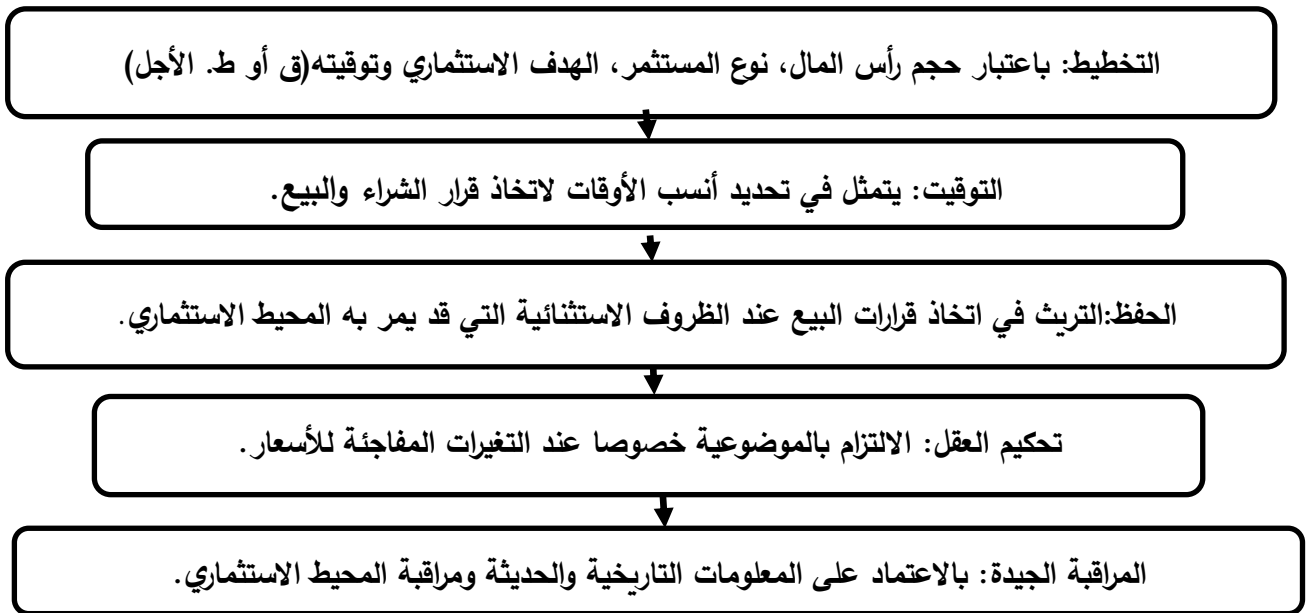 التخطيط: باعتبار حجم رأس المال، نوع المستثمر، الهدف الاستثماري وتوقيته(ق أو ط. الأجل)
التوقيت: يتمثل في تحديد أنسب الأوقات لاتخاذ قرار الشراء والبيع.
الحفظ:التريث في اتخاذ قرارات البيع عند الظروف الاستثنائية التي قد يمر به المحيط الاستثماري.
تحكيم العقل: الالتزام بالموضوعية خصوصا عند التغيرات المفاجئة للأسعار.
المراقبة الجيدة: بالاعتماد على المعلومات التاريخية والحديثة ومراقبة المحيط الاستثماري.